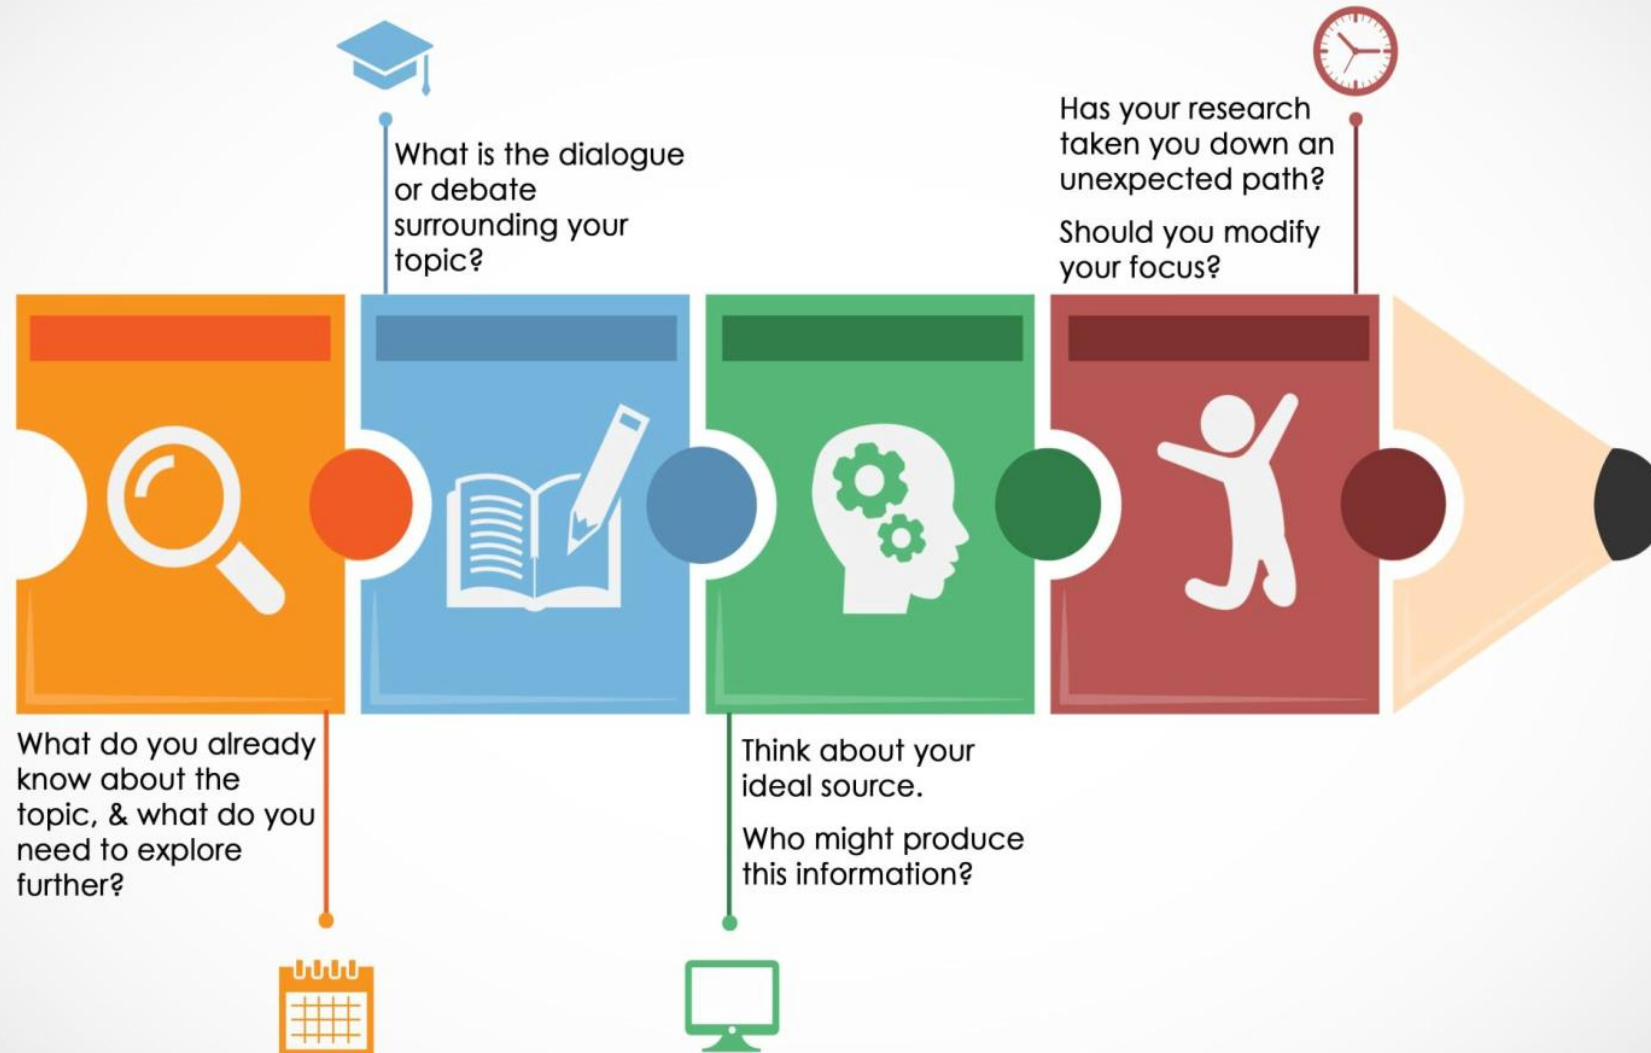 What do you already
know about the
topic, & what do you
need to explore
further?
What is the dialogue
or debate
surrounding your
topic?
Think about your
ideal source.
Who might produce
this information?
Has your research
taken you down an
unexpected path?
Should you modify
your focus?